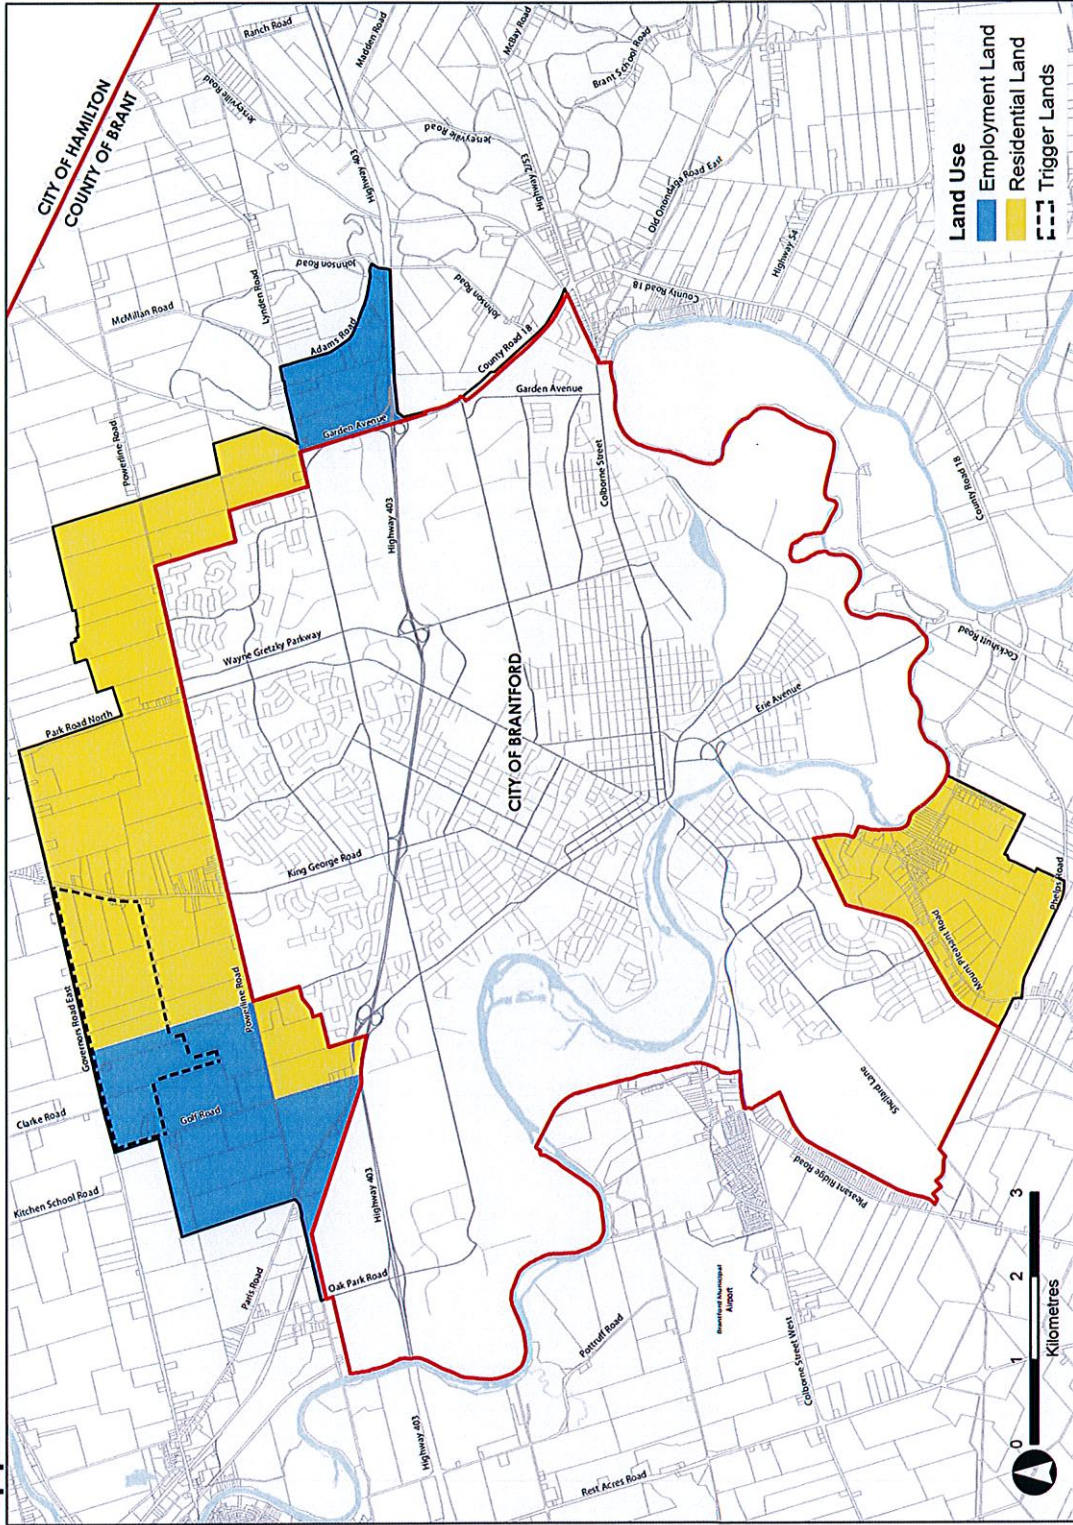 CITY OF HAMILTON
COUNTY OF BRANT
Ranch Road
Madden Road
McBay Road
Brant School Road
Jerseyville Road
Jerseyville Road
Highway 403
Highway 2/53
Old Onondaga Road East
Highway 54
County Road 18
Johnson Road
Johnson Road
Lynden Road
McMillan Road
Adams Road
County Road 18
Garden Avenue
Garden Avenue
Powerline Road
Highway 403
Colborne Street
County Road 18
Cockshutt Road
Wayne Gretzky Parkway
Park Road North
CITY OF BRANTFORD
Erie Avenue
King George Road
Governors Road East
Powerline Road
Clarke Road
Golf Road
Kitchen School Road
Paris Road
Oak Park Road
Highway 403
Highway 403
Mount Pleasant Road
Phelps Road
Shellard Lane
Pleasant Ridge Road
Brantford Municipal
Airport
Pottruff Road
Colborne Street West
Rest Acres Road
Land Use
Employment Land
Residential Land
Trigger Lands
0 1 2 3
Kilometres